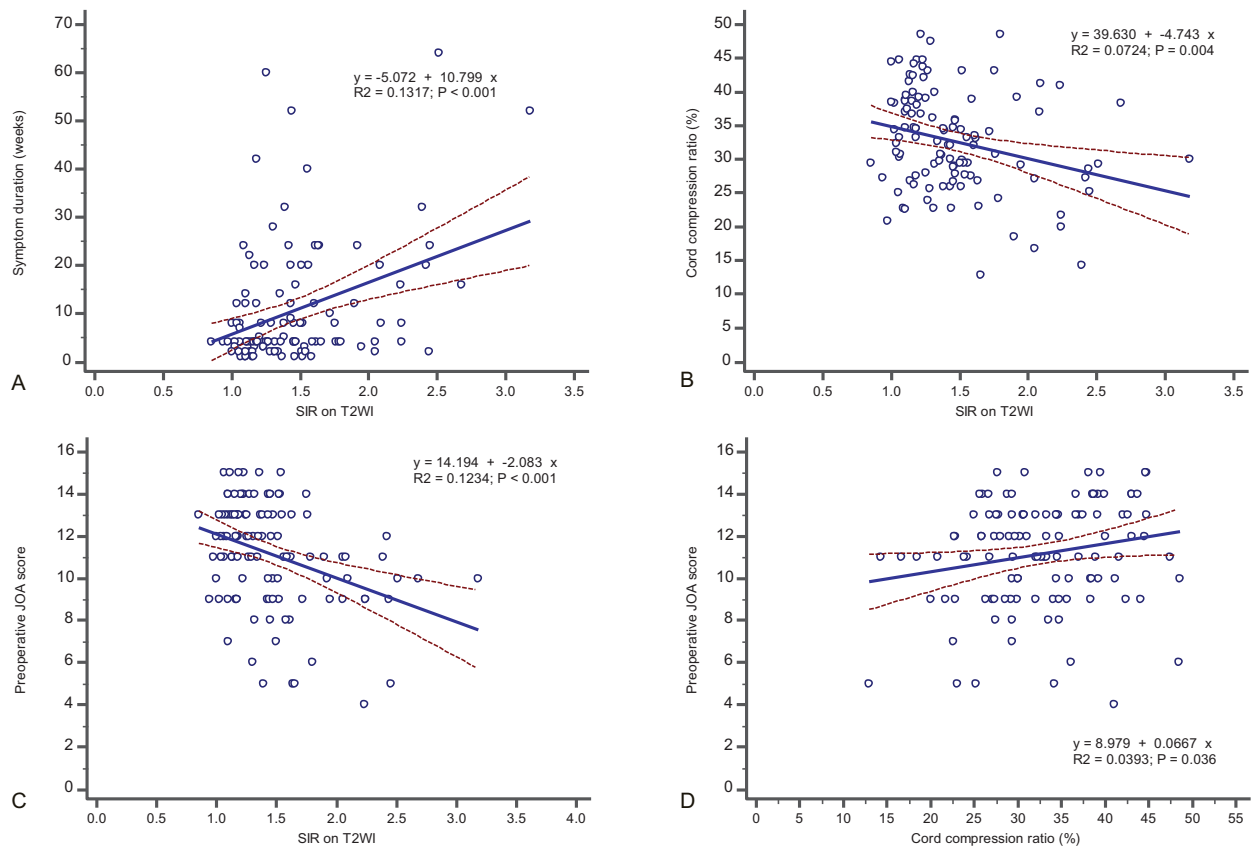 70
60
50
40
30
20
10
0
Symptom duration (weeks)
y = -5.072 + 10.799 x
R2 = 0.1317; P < 0.001
0.0 0.5 1.0 1.5 2.0 2.5 3.0 3.5
SIR on T2WI
A
50
45
40
35
30
25
20
15
10
5
0
Cord compression ratio (%)
y = 39.630 + -4.743 x
R2 = 0.0724; P = 0.004
0.0 0.5 1.0 1.5 2.0 2.5 3.0 3.5
SIR on T2WI
B
16
14
12
10
8
6
4
2
0
Preoperative JOA score
y = 14.194 + -2.083 x
R2 = 0.1234; P < 0.001
0.0 0.5 1.0 1.5 2.0 2.5 3.0 3.5 4.0
SIR on T2WI
C
16
14
12
10
8
6
4
2
0
Preoperative JOA score
y = 8.979 + 0.0667 x
R2 = 0.0393; P = 0.036
0 5 10 15 20 25 30 35 40 45 50 55
Cord compression ratio (%)
D